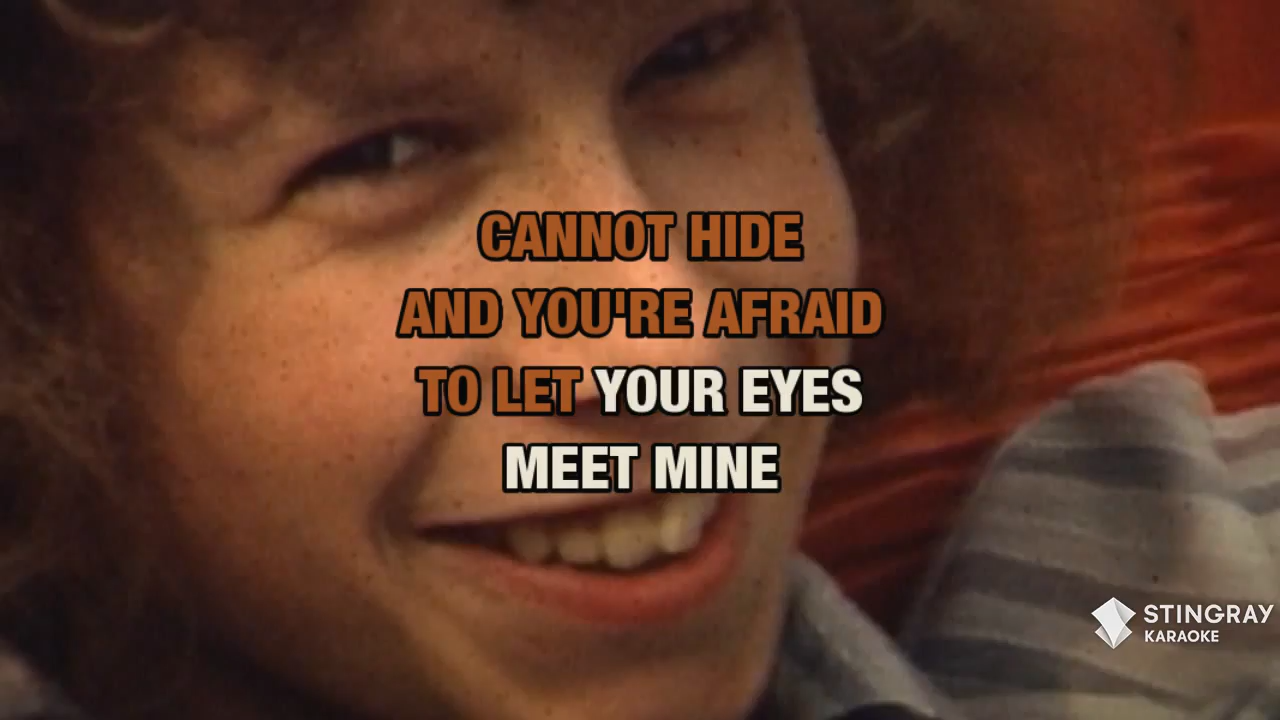 CANNOT HIDE
AND YOU'RE AFRAID
TO LET YOUR EYES
MEET MINE
STINGRAY
KARAOKE